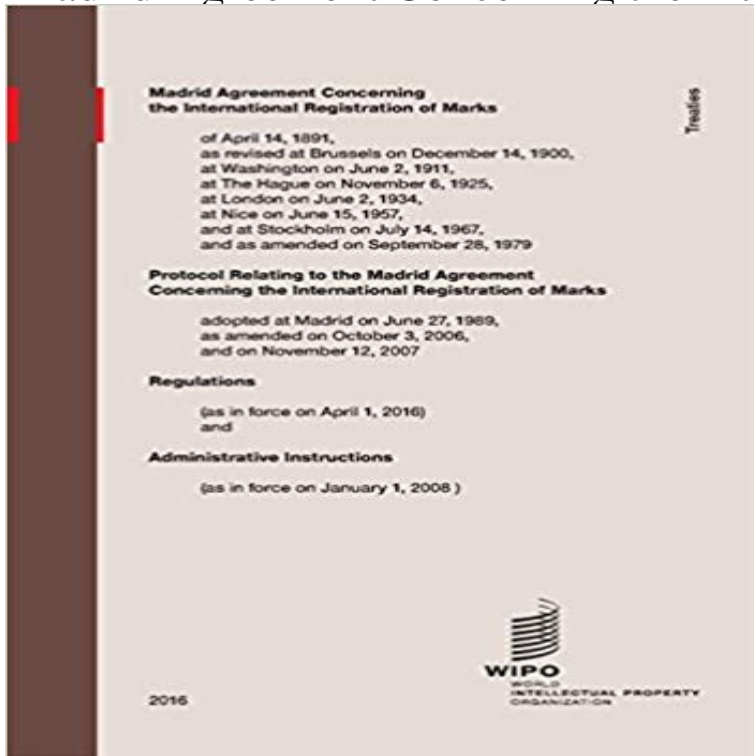 Madrid Agreement Concerning
the International Registration of Marks
of April 14, 1891,
as revised at Brussels on December 14, 1900,
at Washington on June 2, 1911,
at The Hague on November 6, 1925,
at London on June 2, 1934,
at Nice on June 15, 1957,
and at Stockholm on July 14, 1967,
and as amended on September 28, 1979
Protocol Relating to the Madrid Agreement
Concerning the International Registration of Marks
adopted at Madrid on June 27, 1989,
as amended on October 3, 2006,
and on November 12, 2007
Regulations
(as in force on April 1, 2016)
and
Administrative Instructions
(as in force on January 1, 2008 )
Treaties
2016
WIPO
WORLD
INTELLECTUAL PROPERTY
ORGANIZATION